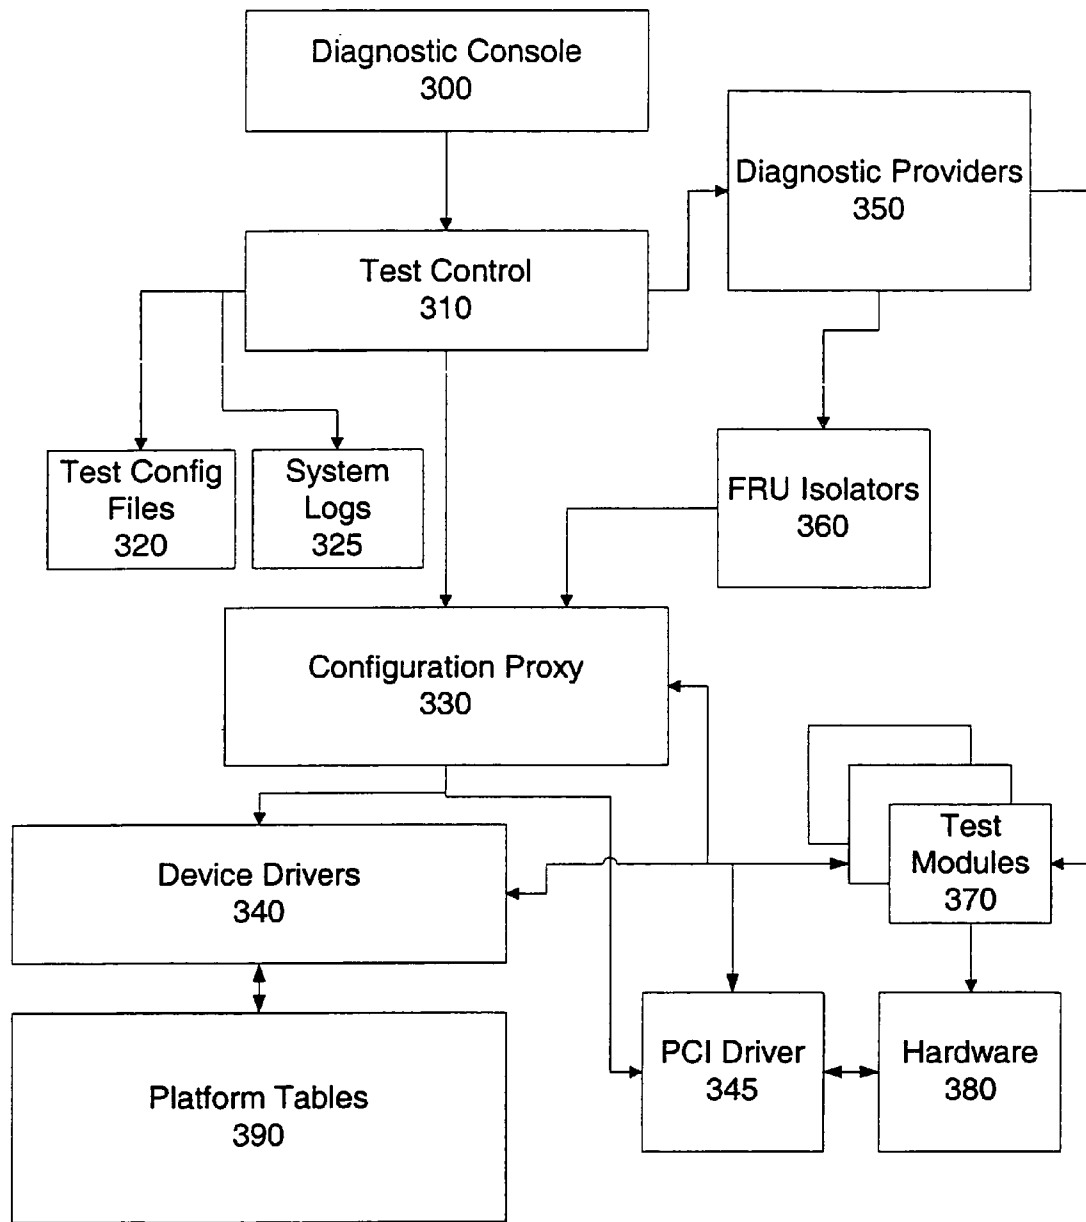 Diagnostic Console
300
Diagnostic Providers
350
Test Control
310
Test Config
Files
320
System
Logs
325
FRU Isolators
360
Configuration Proxy
330
Test
Modules
370
Device Drivers
340
PCI Driver
345
Hardware
380
Platform Tables
390